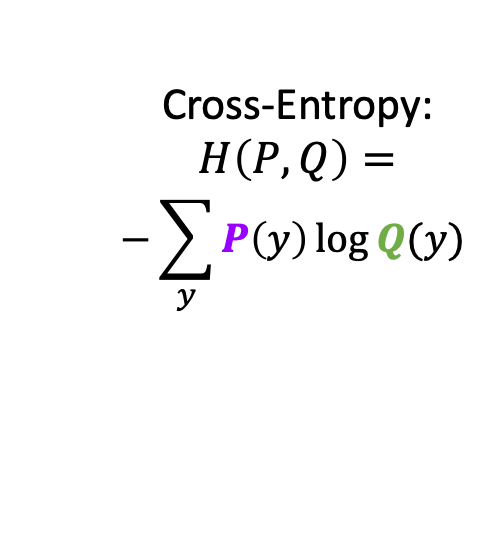 Cross-Entropy:
H(P, Q) =
− ∑ P(y) log Q(y)
y